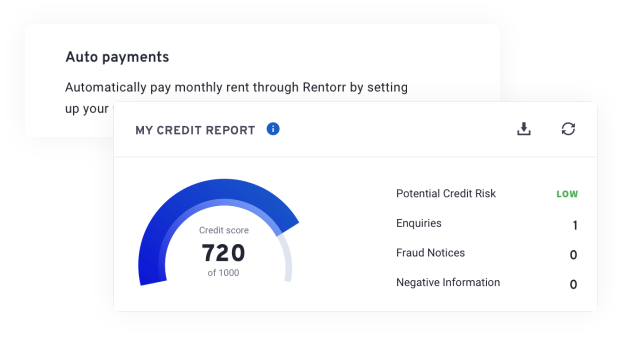 Auto payments
Automatically pay monthly rent through Rentorr by setting
up your
MY CREDIT REPORT
Credit score
720
of 1000
Potential Credit Risk LOW
Enquiries 1
Fraud Notices 0
Negative Information 0